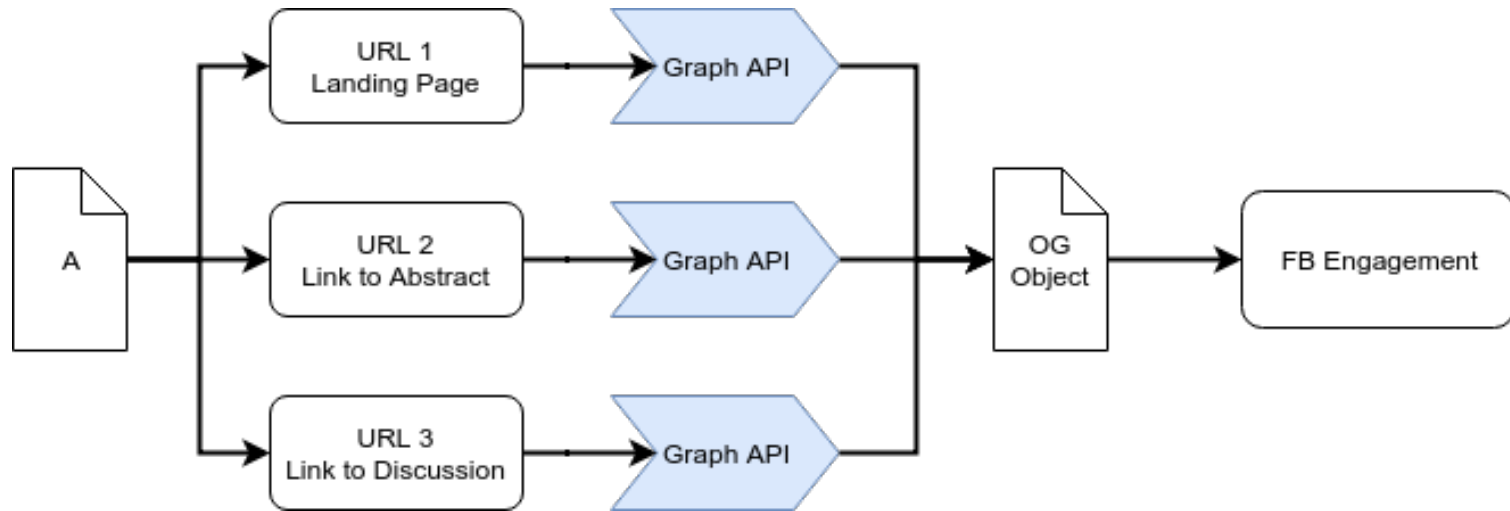 A
URL 1
Landing Page
Graph API
URL 2
Link to Abstract
Graph API
URL 3
Link to Discussion
Graph API
OG
Object
FB Engagement